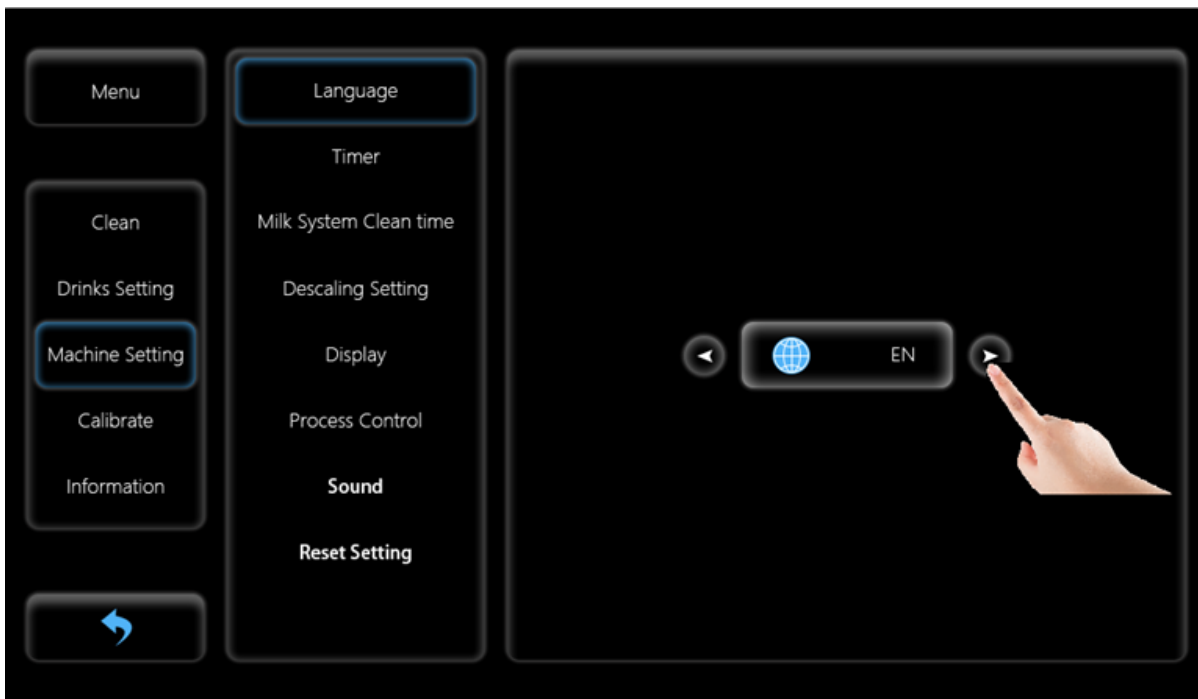 Menu
Clean
Drinks Setting
Machine Setting
Calibrate
Information
Language
Timer
Milk System Clean time
Descaling Setting
Display
Process Control
Sound
Reset Setting
EN